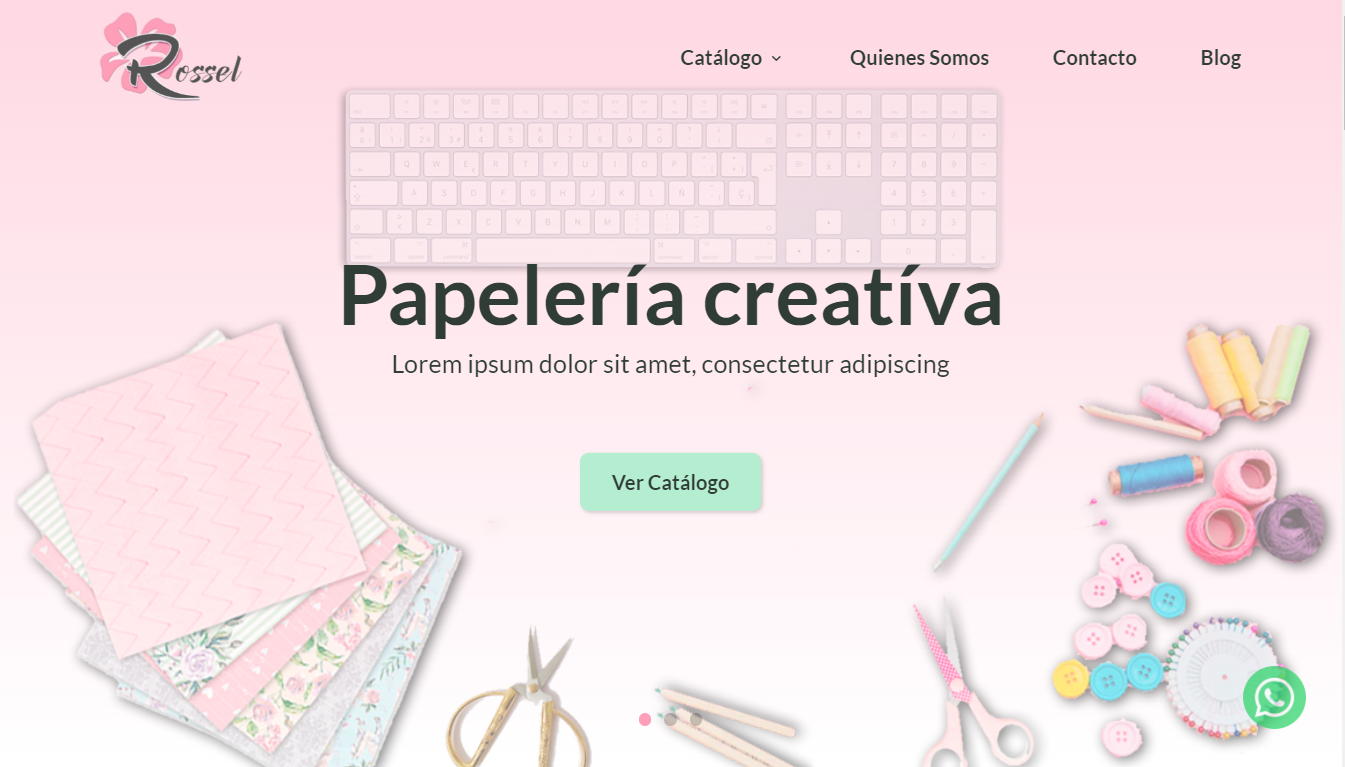 Rossel
Catálogo Quienes Somos Contacto Blog
Papelería creatíva
Lorem ipsum dolor sit amet, consectetur adipiscing
Ver Catálogo